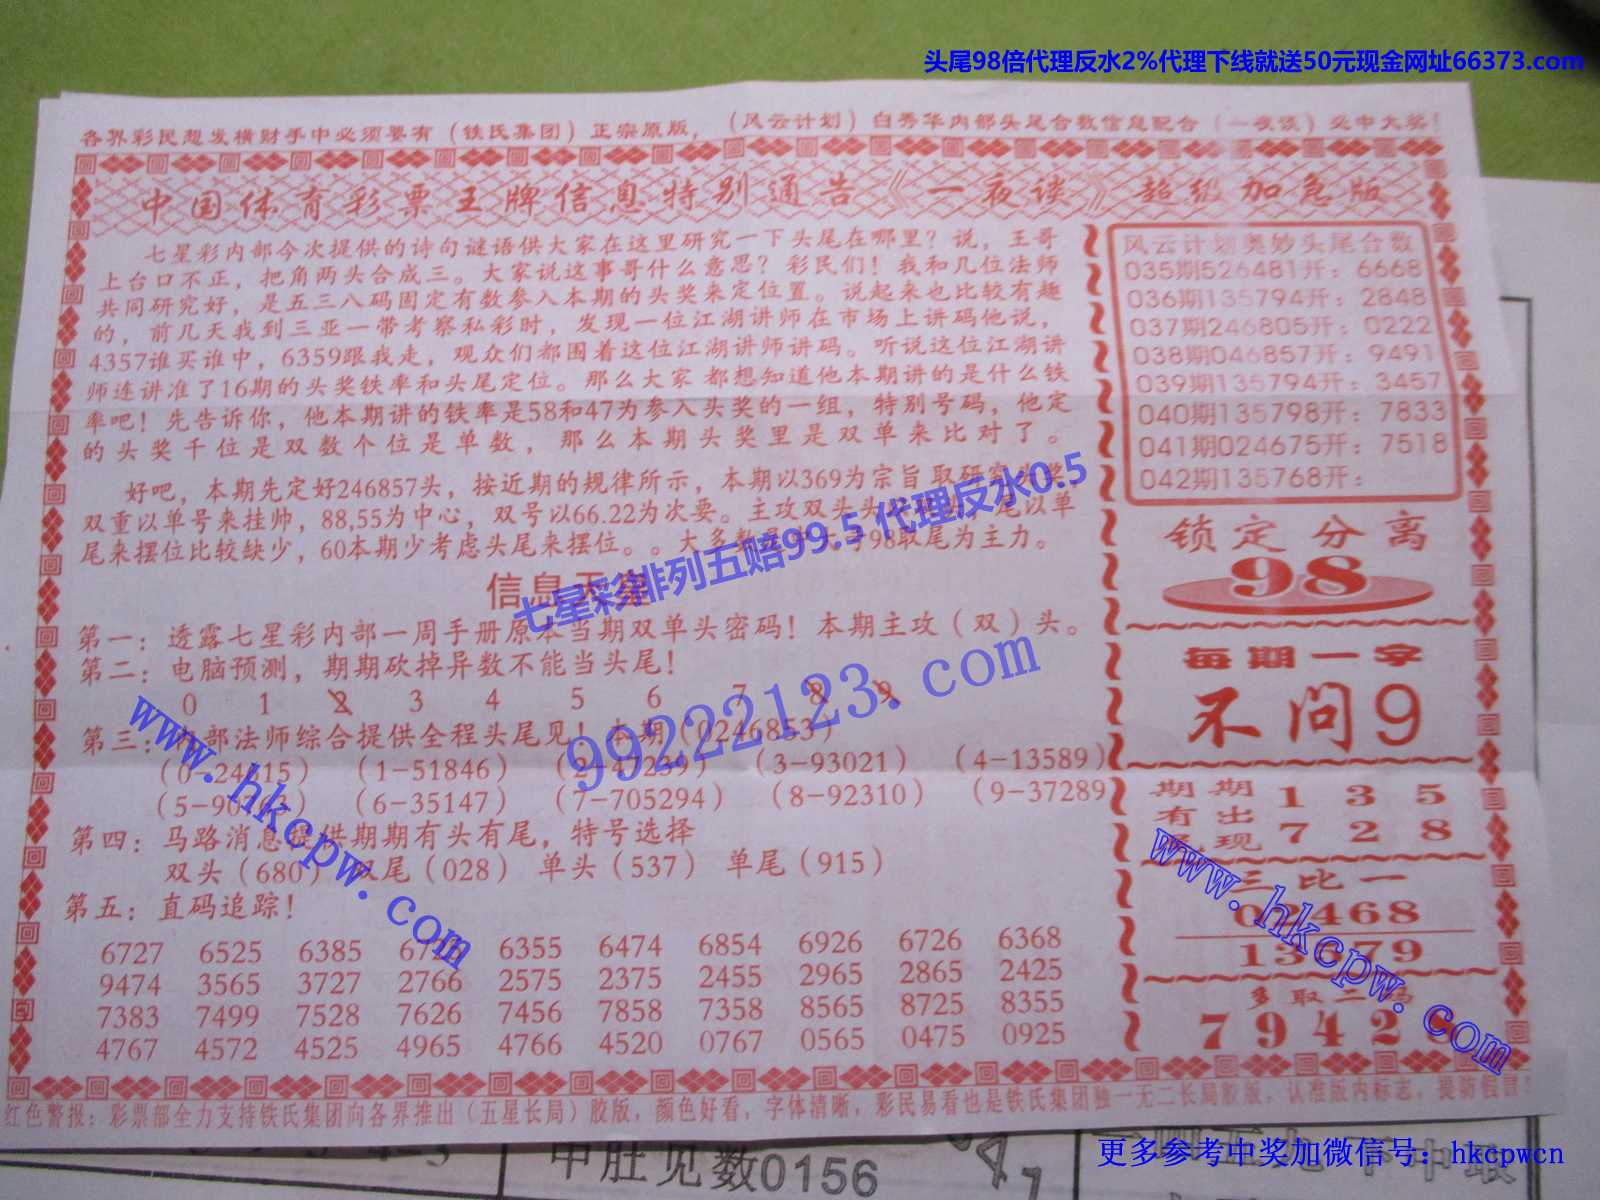 头尾98倍代理反水2%代理下线就送50元现金网址66373.com
各界彩民想发横财手中必须要有（铁氏集团）正宗原版，（风云计划）白秀华内部头尾合数信息配合（一夜谈）必中大奖！
中国体育彩票王牌信息特别通告《一夜谈》超级加急版
七星彩内部今次提供的诗句谜语供大家在这里研究一下头尾在哪里？说，王哥
上台口不正，把角两头合成三。大家说这事哥什么意思？彩民们！我和几位法师
共同研究好，是五三八码固定有数参入本期的头奖来定位置。说起来也比较有趣
的，前几天我到三亚一带考察私彩时，发现一位江湖讲师在市场上讲码他说，
4357谁买谁中，6359跟我走，观众们都围着这位江湖讲师讲码。听说这位江湖讲
师连讲准了16期的头奖铁率和头尾定位。那么大家都想知道他本期讲的是什么铁
率吧！先告诉你，他本期讲的铁率是58和47为参入头奖的一组，特别号码，他定
的头奖千位是双数个位是单数，那么本期头奖里是双单来比对了。
好吧，本期先定好246857头，按近期的规律所示，本期以369为宗旨取研究头奖
双重以单号来挂帅，88,55为中心，双号以66.22为次要。主攻双头头 尾以单
尾来摆位比较缺少，60本期少考虑头尾来摆位。。大多 98取尾为主力。
七星彩排列五赔99.5 代理反水0.5
信息天
第一：透露七星彩内部一周手册原本当期双单头密码！本期主攻（双）头。
第二：电脑预测，期期砍掉异数不能当头尾！
0 1 2 3 4 5 6 7 8 9
第三： 部法师综合提供全程头尾见！本期（0246853）
（0-24 15） （1-51846） （2-47239） （3-93021） （4-13589）
（5-90763） （6-35147） （7-705294） （8-92310） （9-37289
第四：马路消息提供期期有头有尾，特号选择
双头（680） 双尾（028） 单头（537） 单尾（915）
第五：直码追踪！
6727 6525 6385 6355 6474 6854 6926 6726 6368
9474 3565 3727 2766 2575 2375 2455 2965 2865 2425
7383 7499 7528 7626 7456 7858 7358 8565 8725 8355
4767 4572 4525 4965 4766 4520 0767 0565 0475 0925
99222123.com
www.hkcpw.com
风云计划奥妙头尾合数
035期526481开：6668
036期135794开：2848
037期246805开：0222
038期046857开：9491
039期135794开：3457
040期135798开：7833
041期024675开：7518
042期135768开：
锁定分离
98
每期一字
不问9
期期 1 3 5
有出
现 7 2 8
三比一
02468
13579
多取二码
7942
www.hkcpw.com
红色警报：彩票部全力支持铁氏集团向各界推出（五星长局）胶版，颜色好看，字体清晰，彩民易看也是铁氏集团独一无二长局胶版，认准版内标志，提防假冒！
更多参考中奖加微信号：hkcpwcn
中肚见数0156